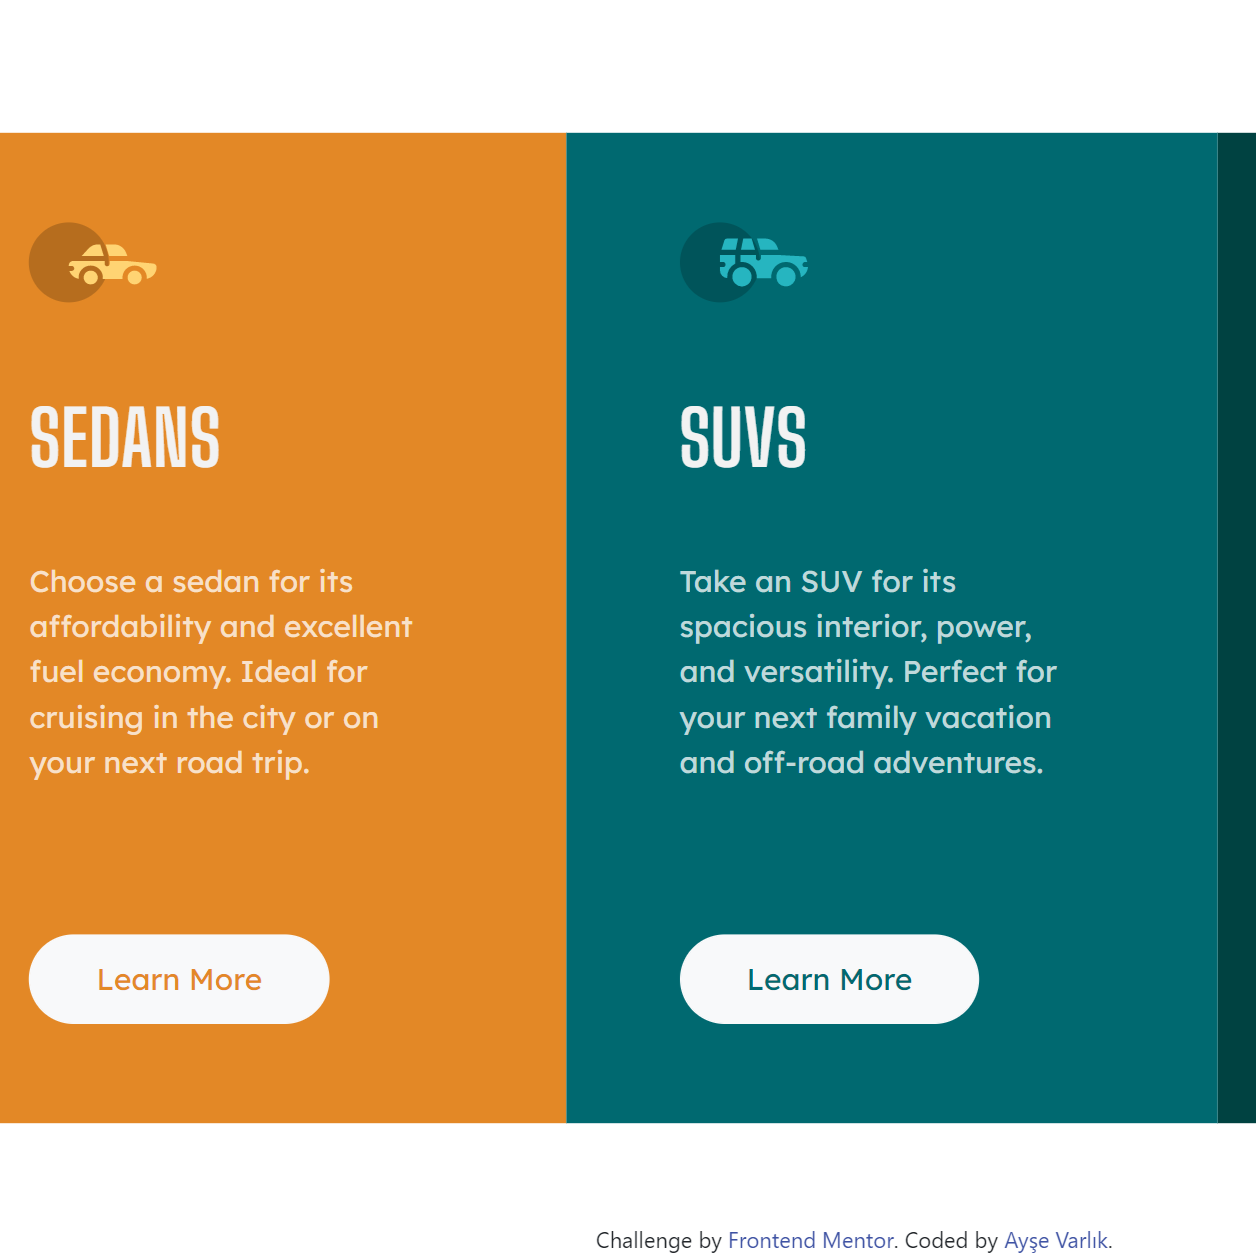 SEDANS
Choose a sedan for its
affordability and excellent
fuel economy. Ideal for
cruising in the city or on
your next road trip.
Learn More
SUVS
Take an SUV for its
spacious interior, power,
and versatility. Perfect for
your next family vacation
and off-road adventures.
Learn More
Challenge by Frontend Mentor. Coded by Ayşe Varlık.